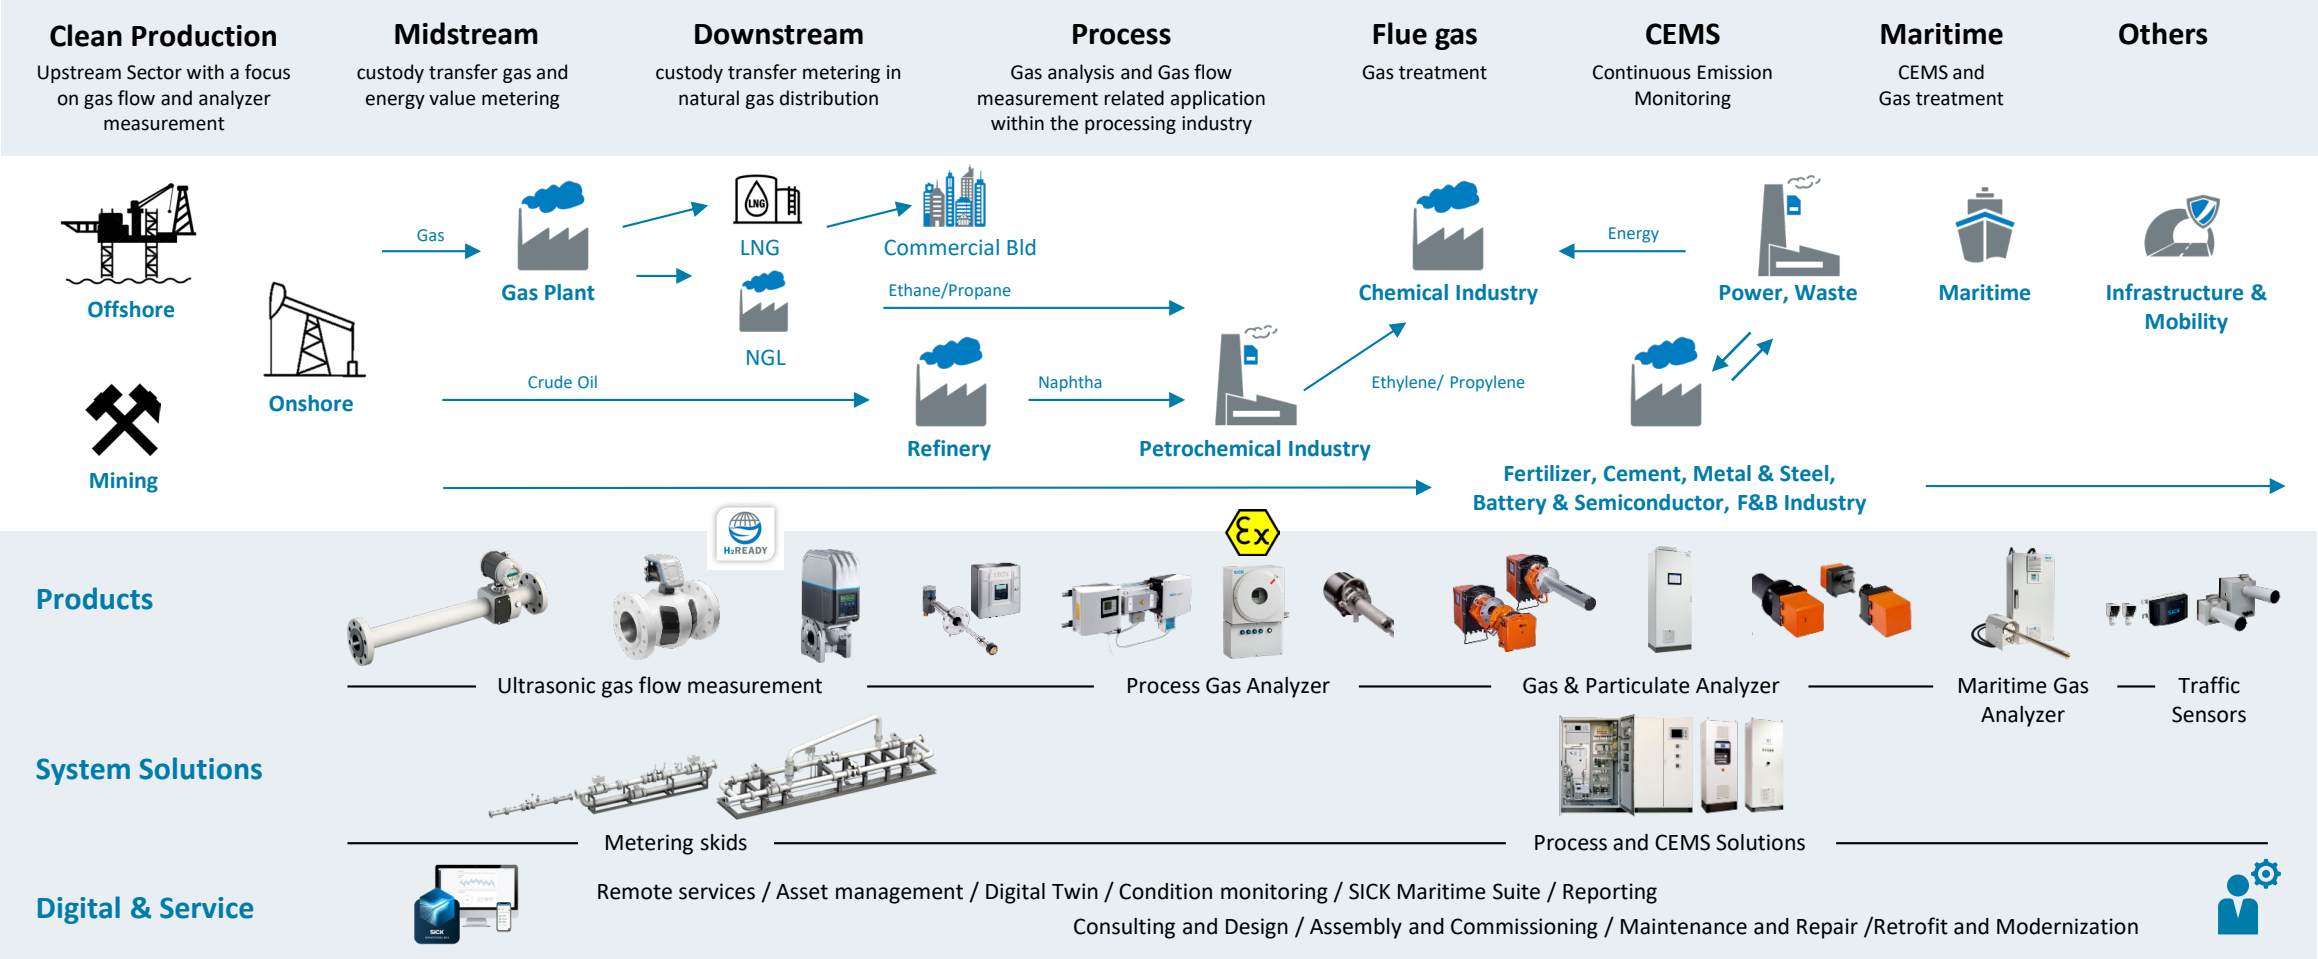 Clean Production
Upstream Sector with a focus
on gas flow and analyzer
measurement
Midstream
custody transfer gas and
energy value metering
Downstream
custody transfer metering in
natural gas distribution
Process
Gas analysis and Gas flow
measurement related application
within the processing industry
Flue gas
Gas treatment
CEMS
Continuous Emission
Monitoring
Maritime
CEMS and
Gas treatment
Others
Offshore
Onshore
Mining
Gas
Gas Plant
LNG
LNG
Commercial Bld
NGL
Ethane/Propane
Crude Oil
Refinery
Naphtha
Petrochemical Industry
Chemical Industry
Ethylene/ Propylene
Energy
Power, Waste
Maritime
Infrastructure &
Mobility
Fertilizer, Cement, Metal & Steel,
Battery & Semiconductor, F&B Industry
H₂READY
Ex
Products
SICK
SICK
SICK
Ultrasonic gas flow measurement
Process Gas Analyzer
Gas & Particulate Analyzer
Maritime Gas
Analyzer
Traffic
Sensors
System Solutions
Metering skids
Process and CEMS Solutions
Digital & Service
SICK
Remote services / Asset management / Digital Twin / Condition monitoring / SICK Maritime Suite / Reporting
Consulting and Design / Assembly and Commissioning / Maintenance and Repair /Retrofit and Modernization